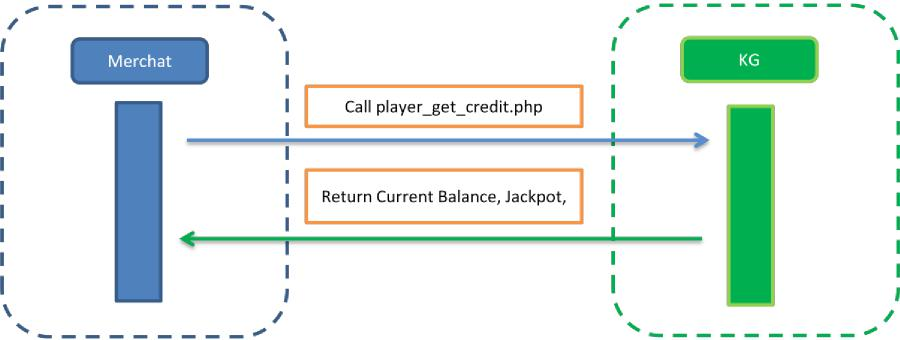 Merchat
KG
Call player_get_credit.php
Return Current Balance, Jackpot,